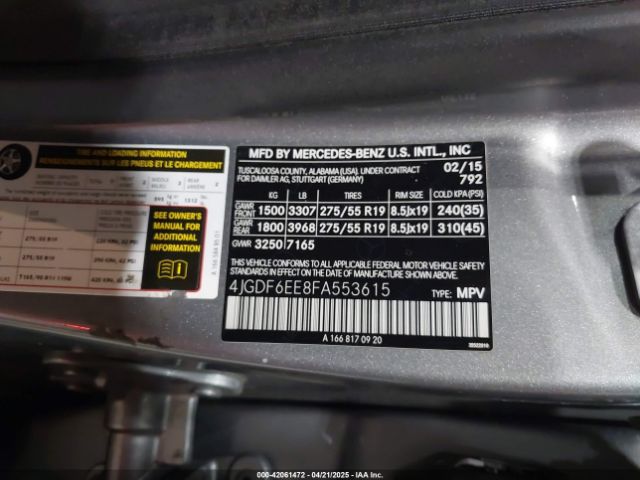 TIRE AND LOADING INFORMATION
RENSEIGNEMENTS SUR LES PNEUS ET LE CHARGEMENT
SEE OWNER'S
MANUAL FOR
ADDITIONAL
INFORMATION
MFD BY MERCEDES-BENZ U.S. INTL., INC
TUSCALOOSA COUNTY, ALABAMA (USA). UNDER CONTRACT
FOR DAIMLER AG, STUTTGART (GERMANY)
02/15
792
KG LB TIRES RIM SIZE COLD KPA(PSI)
GAWR FRONT 1500 3307 275/55 R19 8.5Jx19 240(35)
GAWR REAR 1800 3968 275/55 R19 8.5Jx19 310(45)
GVWR 3250 7165
THIS VEHICLE CONFORMS TO ALL APPLICABLE U.S. FEDERAL MOTOR VEHICLE
SAFETY STANDARDS IN EFFECT ON THE DATE OF MANUFACTURE SHOWN ABOVE.
4JGDF6EE8FA553615 TYPE: MPV
A 166 817 09 20
000-42061472 04/21/2025 IAA INC.